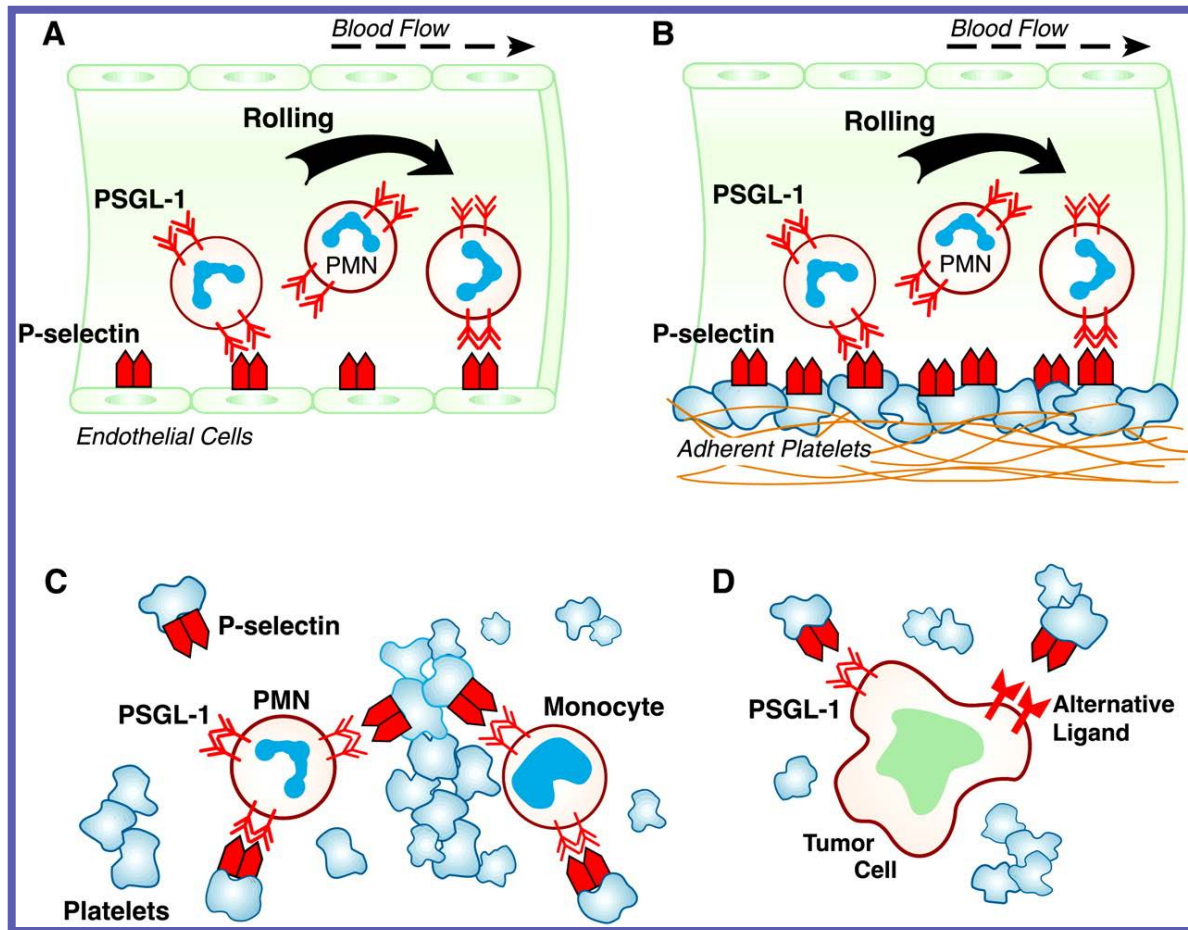 A
Blood Flow
Rolling
PSGL-1
PMN
P-selectin
Endothelial Cells
B
Blood Flow
Rolling
PSGL-1
PMN
P-selectin
Adherent Platelets
C
P-selectin
PMN
PSGL-1
Monocyte
Platelets
D
PSGL-1
Alternative
Ligand
Tumor
Cell